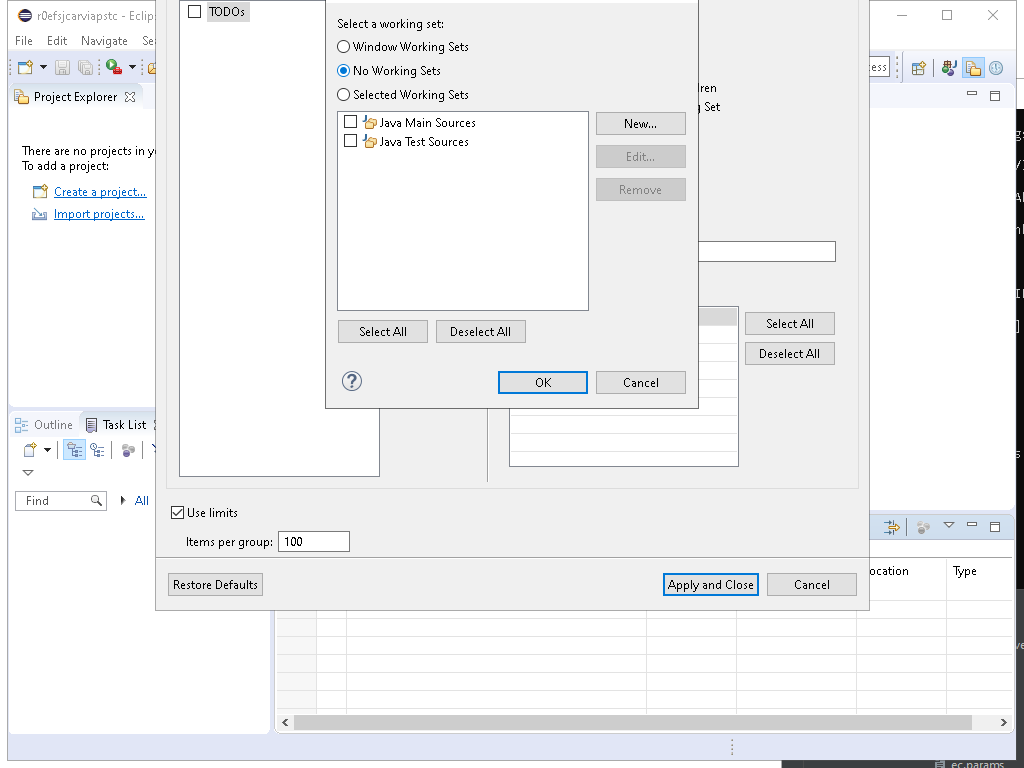 r0efsjcarviapstc - Eclip
File Edit Navigate Se
Project Explorer
There are no projects in y
To add a project:
Create a project...
Import projects...
Outline
Task List
Find
All
TODOs
Select a working set:
Window Working Sets
No Working Sets
Selected Working Sets
Java Main Sources
Java Test Sources
New...
Edit...
Remove
Select All
Deselect All
OK
Cancel
Set
Select All
Deselect All
Use limits
Items per group: 100
Restore Defaults
Apply and Close
Cancel
ocation
Type
ec.params